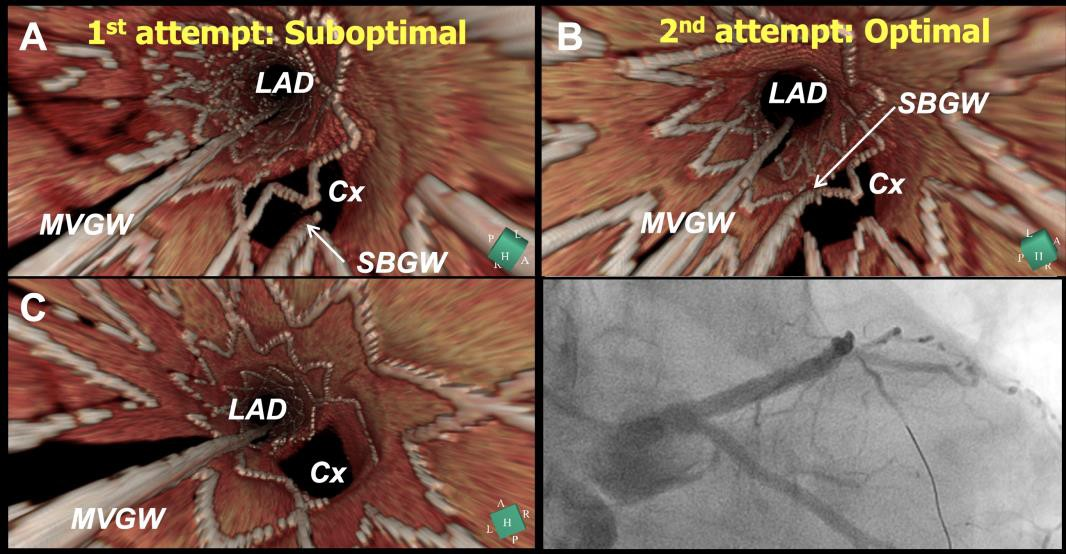 A
1st attempt: Suboptimal
LAD
Cx
MVGW
SBGW
P L
H
R A
B
2nd attempt: Optimal
LAD
SBGW
Cx
MVGW
L A
P H
R
C
LAD
Cx
MVGW
A
R
L H
P